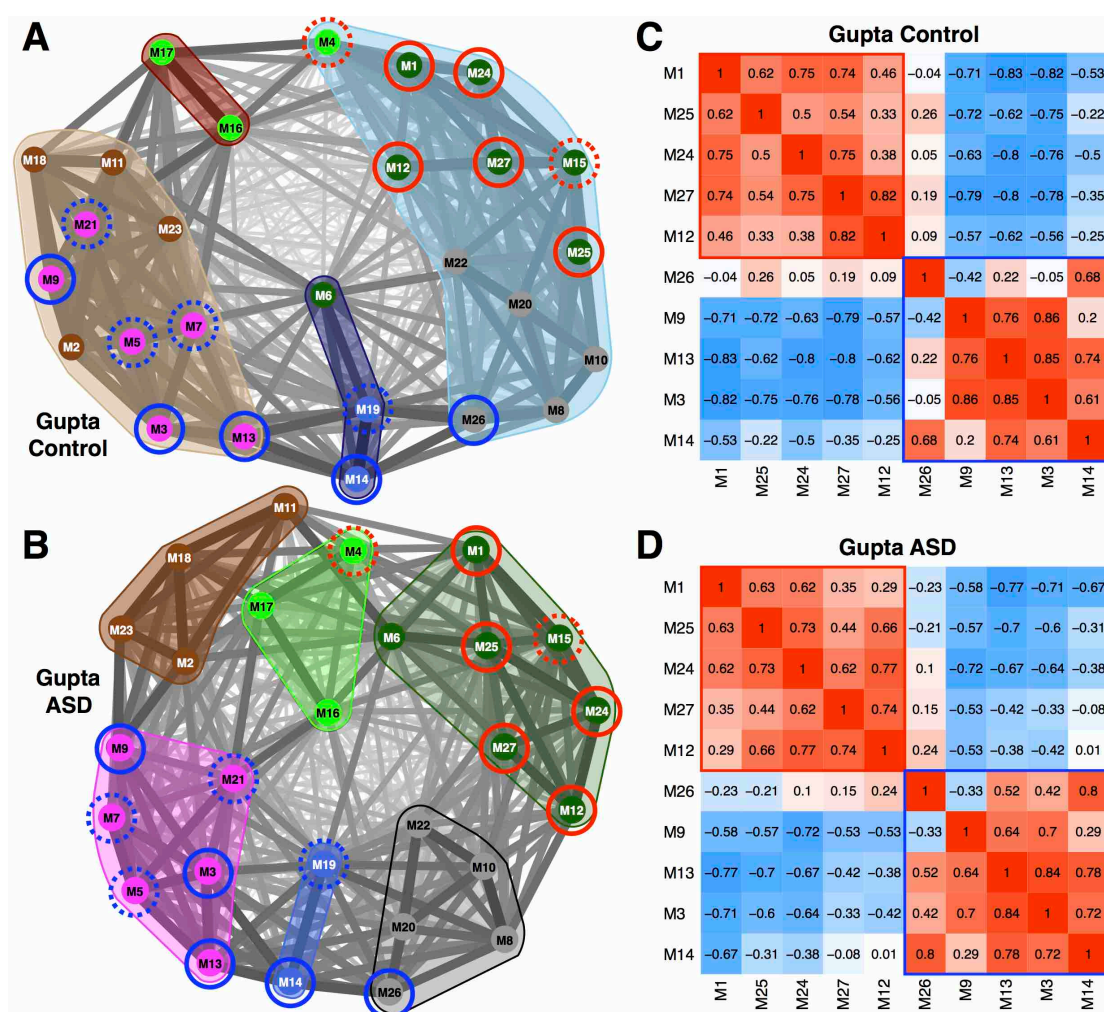 A
M17
M4
M1
M24
M16
M12
M27
M15
M18
M11
M21
M23
M25
M9
M22
M6
M20
M7
M5
M2
M10
M19
M8
M26
M3
M13
M14
Gupta
Control
B
M11
M18
M4
M1
M17
M23
M6
M25
M15
M2
Gupta
ASD
M16
M24
M9
M27
M21
M7
M12
M22
M19
M10
M3
M5
M20
M8
M13
M14
M26
C
Gupta Control
M1 1 0.62 0.75 0.74 0.46 −0.04 −0.71 −0.83 −0.82 −0.53
M25 0.62 1 0.5 0.54 0.33 0.26 −0.72 −0.62 −0.75 −0.22
M24 0.75 0.5 1 0.75 0.38 0.05 −0.63 −0.8 −0.76 −0.5
M27 0.74 0.54 0.75 1 0.82 0.19 −0.79 −0.8 −0.78 −0.35
M12 0.46 0.33 0.38 0.82 1 0.09 −0.57 −0.62 −0.56 −0.25
M26 −0.04 0.26 0.05 0.19 0.09 1 −0.42 0.22 −0.05 0.68
M9 −0.71 −0.72 −0.63 −0.79 −0.57 −0.42 1 0.76 0.86 0.2
M13 −0.83 −0.62 −0.8 −0.8 −0.62 0.22 0.76 1 0.85 0.74
M3 −0.82 −0.75 −0.76 −0.78 −0.56 −0.05 0.86 0.85 1 0.61
M14 −0.53 −0.22 −0.5 −0.35 −0.25 0.68 0.2 0.74 0.61 1
M1 M25 M24 M27 M12 M26 M9 M13 M3 M14
D
Gupta ASD
M1 1 0.63 0.62 0.35 0.29 −0.23 −0.58 −0.77 −0.71 −0.67
M25 0.63 1 0.73 0.44 0.66 −0.21 −0.57 −0.7 −0.6 −0.31
M24 0.62 0.73 1 0.62 0.77 0.1 −0.72 −0.67 −0.64 −0.38
M27 0.35 0.44 0.62 1 0.74 0.15 −0.53 −0.42 −0.33 −0.08
M12 0.29 0.66 0.77 0.74 1 0.24 −0.53 −0.38 −0.42 0.01
M26 −0.23 −0.21 0.1 0.15 0.24 1 −0.33 0.52 0.42 0.8
M9 −0.58 −0.57 −0.72 −0.53 −0.53 −0.33 1 0.64 0.7 0.29
M13 −0.77 −0.7 −0.67 −0.42 −0.38 0.52 0.64 1 0.84 0.78
M3 −0.71 −0.6 −0.64 −0.33 −0.42 0.42 0.7 0.84 1 0.72
M14 −0.67 −0.31 −0.38 −0.08 0.01 0.8 0.29 0.78 0.72 1
M1 M25 M24 M27 M12 M26 M9 M13 M3 M14